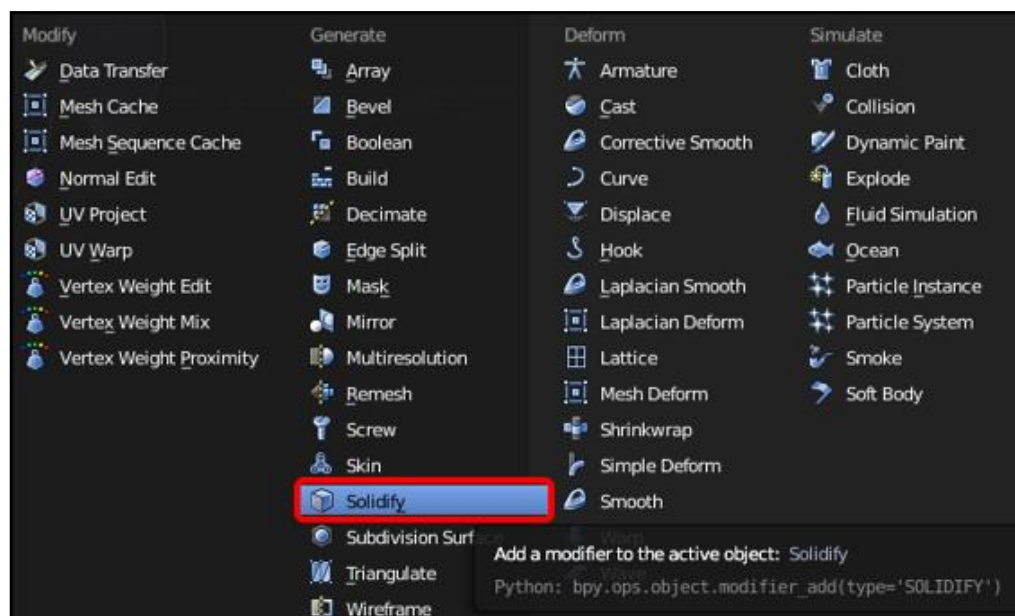 Modify
Data Transfer
Mesh Cache
Mesh Sequence Cache
Normal Edit
UV Project
UV Warp
Vertex Weight Edit
Vertex Weight Mix
Vertex Weight Proximity
Generate
Array
Bevel
Boolean
Build
Decimate
Edge Split
Mask
Mirror
Multiresolution
Remesh
Screw
Skin
Solidify
Subdivision Surface
Triangulate
Wireframe
Deform
Armature
Cast
Corrective Smooth
Curve
Displace
Hook
Laplacian Smooth
Laplacian Deform
Lattice
Mesh Deform
Shrinkwrap
Simple Deform
Smooth
Warp
Simulate
Cloth
Collision
Dynamic Paint
Explode
Fluid Simulation
Ocean
Particle Instance
Particle System
Smoke
Soft Body
Add a modifier to the active object: Solidify
Python: bpy.ops.object.modifier_add(type='SOLIDIFY')